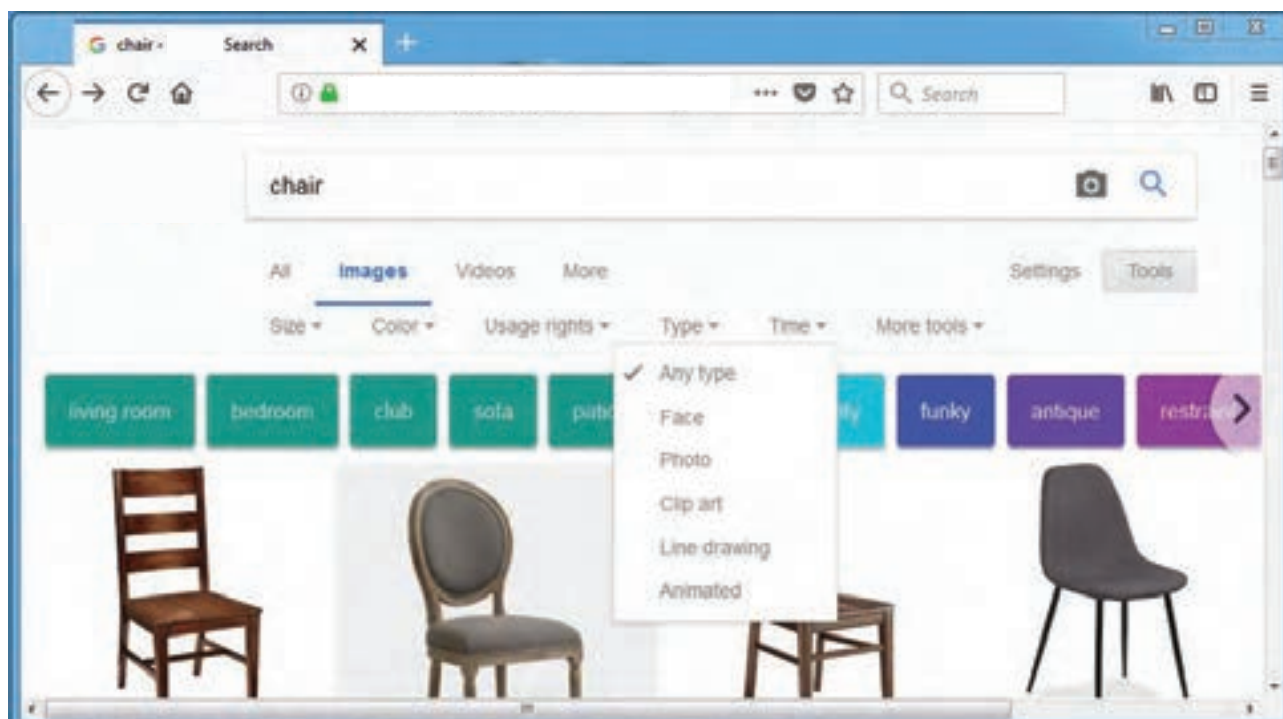 chair - Search
Search
chair
All Images Videos More Settings Tools
Size Color Usage rights Type Time More tools
Any type
living room bedroom club sofa funky antique
Face
Photo
Clip art
Line drawing
Animated